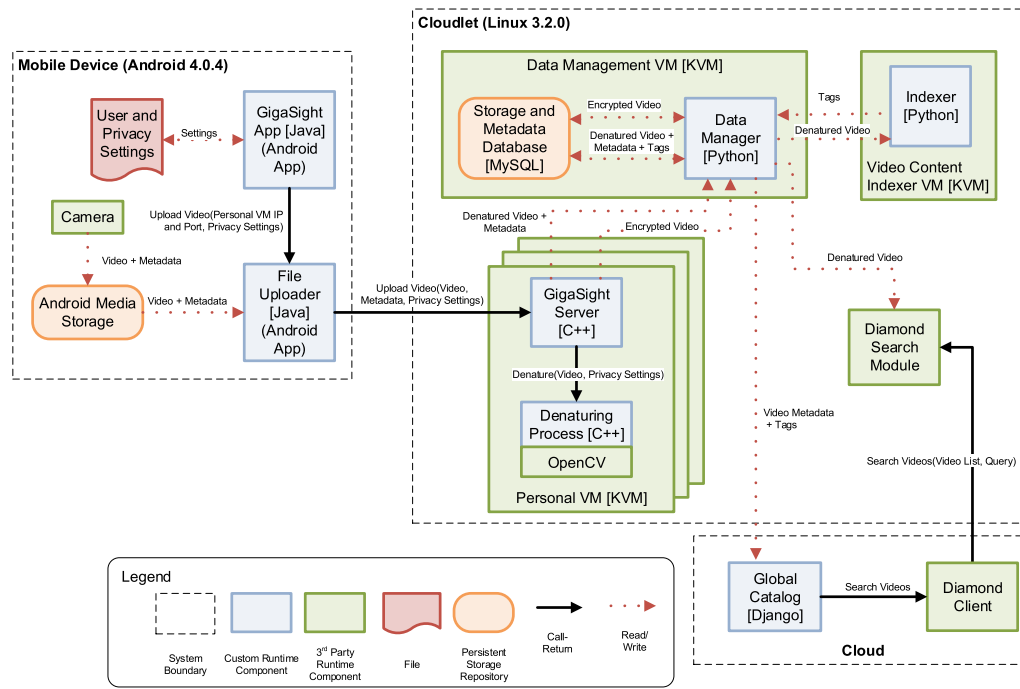 Cloudlet (Linux 3.2.0)
Mobile Device (Android 4.0.4)
User and
Privacy
Settings
Settings
GigaSight
App [Java]
(Android
App)
Camera
Upload Video(Personal VM IP
and Port, Privacy Settings)
Video + Metadata
Android Media
Storage
Video + Metadata
File
Uploader
[Java]
(Android
App)
Upload Video(Video,
Metadata, Privacy Settings)
Data Management VM [KVM]
Storage and
Metadata
Database
[MySQL]
Encrypted Video
Denatured Video +
Metadata + Tags
Data
Manager
[Python]
Tags
Denatured Video
Indexer
[Python]
Video Content
Indexer VM [KVM]
Denatured Video +
Metadata
Encrypted Video
Denatured Video
GigaSight
Server
[C++]
Denature(Video, Privacy Settings)
Denaturing
Process [C++]
OpenCV
Personal VM [KVM]
Diamond
Search
Module
Video Metadata
+ Tags
Search Videos(Video List, Query)
Global
Catalog
[Django]
Search Videos
Diamond
Client
Cloud
Legend
System
Boundary
Custom Runtime
Component
3rd Party
Runtime
Component
File
Persistent
Storage
Repository
Call-
Return
Read/
Write